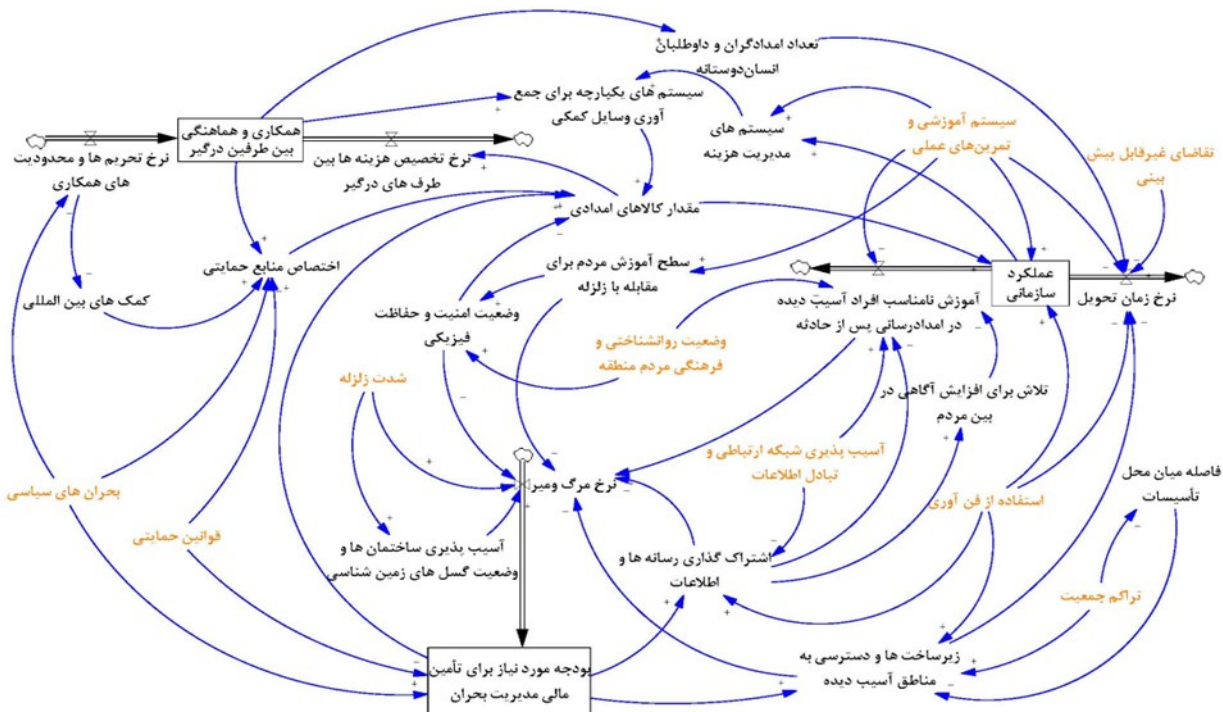 تعداد امدادگران و داوطلبان
انسان‌دوستانه
سیستم های یکپارچه برای جمع
آوری وسایل کمکی
همکاری و هماهنگی
بین طرفین درگیر
نرخ تحریم ها و محدودیت
های همکاری
نرخ تخصیص هزینه ها بین
طرف های درگیر
سیستم های
مدیریت هزینه
سیستم آموزشی و
تمرین‌های عملی
تقاضای غیرقابل پیش
بینی
مقدار کالاهای امدادی
اختصاص منابع حمایتی
کمک های بین المللی
سطح آموزش مردم برای
مقابله با زلزله
عملکرد
سازمانی
نرخ زمان تحویل
آموزش نامناسب افراد آسیب دیده
در امدادرسانی پس از حادثه
وضعیت امنیت و حفاظت
فیزیکی
وضعیت روانشناختی و
فرهنگی مردم منطقه
شدت زلزله
تلاش برای افزایش آگاهی در
بین مردم
آسیب پذیری شبکه ارتباطی و
تبادل اطلاعات
نرخ مرگ ومیر
فاصله میان محل
تأسیسات
استفاده از فن آوری
بحران های سیاسی
قوانین حمایتی
آسیب پذیری ساختمان ها و
وضعیت گسل های زمین شناسی
اشتراک گذاری رسانه ها و
اطلاعات
تراکم جمعیت
زیرساخت ها و دسترسی به
مناطق آسیب دیده
بودجه مورد نیاز برای تأمین
مالی مدیریت بحران